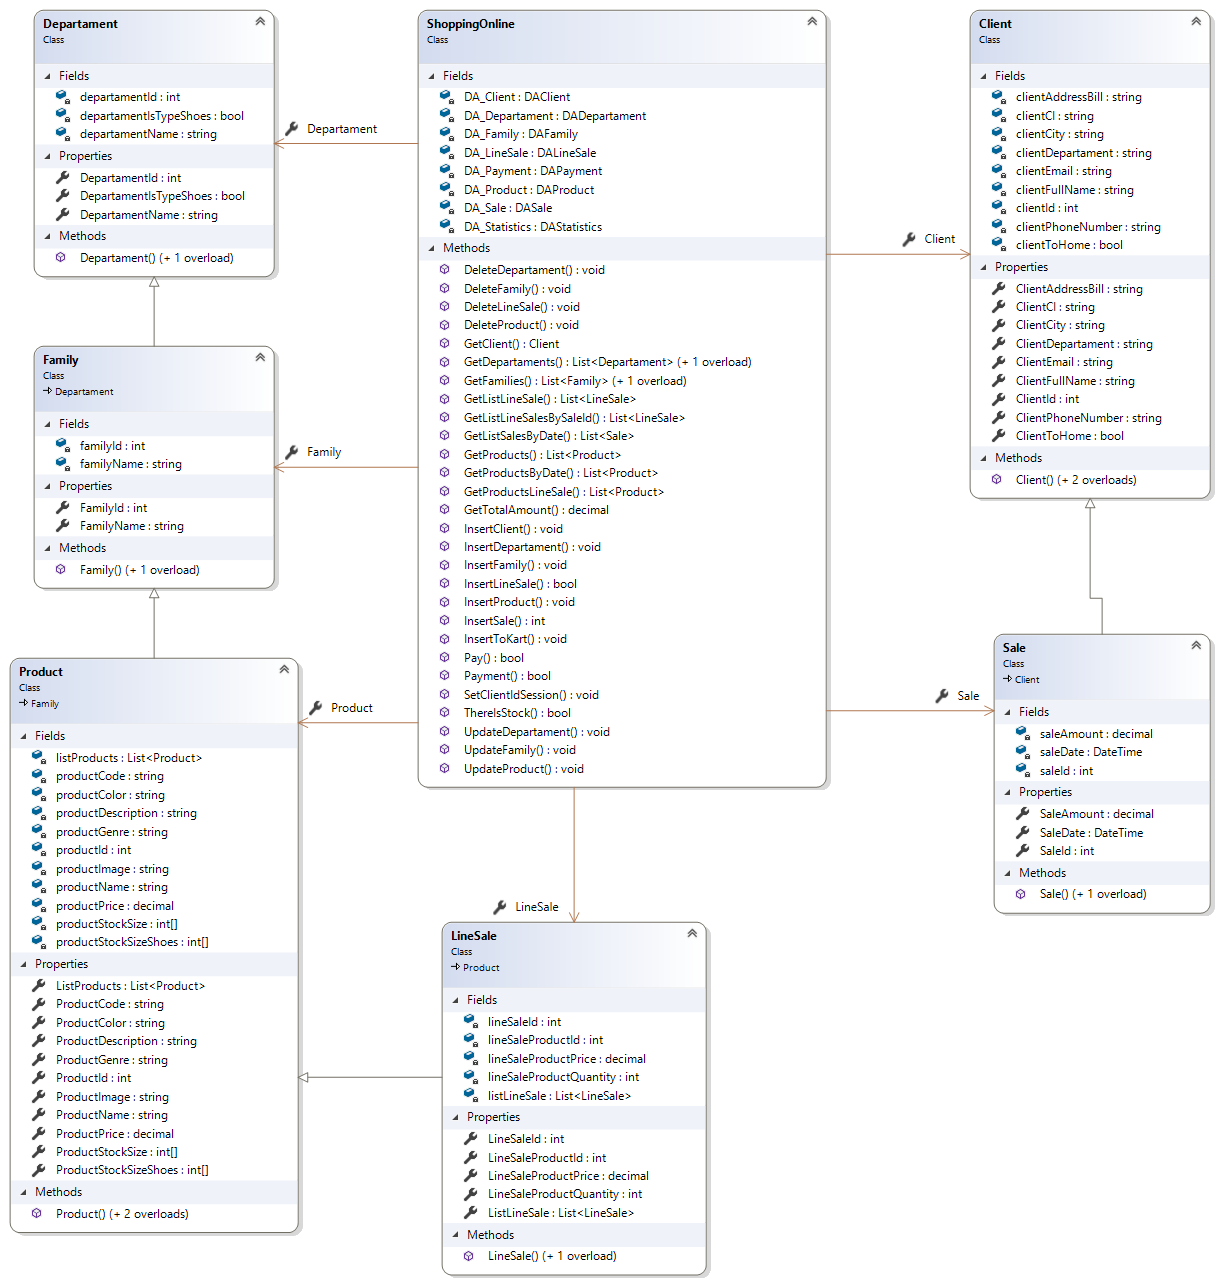 Departament
Class
Fields
departamentId : int
departamentIsTypeShoes : bool
departamentName : string
Properties
DepartamentId : int
DepartamentIsTypeShoes : bool
DepartamentName : string
Methods
Departament() (+ 1 overload)
Departament
ShoppingOnline
Class
Fields
DA_Client : DAClient
DA_Departament : DADepartament
DA_Family : DAFamily
DA_LineSale : DALineSale
DA_Payment : DAPayment
DA_Product : DAProduct
DA_Sale : DASale
DA_Statistics : DAStatistics
Methods
DeleteDepartament() : void
DeleteFamily() : void
DeleteLineSale() : void
DeleteProduct() : void
GetClient() : Client
GetDepartaments() : List<Departament> (+ 1 overload)
GetFamilies() : List<Family> (+ 1 overload)
GetListLineSale() : List<LineSale>
GetListLineSalesBySaleId() : List<LineSale>
GetListSalesByDate() : List<Sale>
GetProducts() : List<Product>
GetProductsByDate() : List<Product>
GetProductsLineSale() : List<Product>
GetTotalAmount() : decimal
InsertClient() : void
InsertDepartament() : void
InsertFamily() : void
InsertLineSale() : bool
InsertProduct() : void
InsertSale() : int
InsertToKart() : void
Pay() : bool
Payment() : bool
SetClientIdSession() : void
ThereIsStock() : bool
UpdateDepartament() : void
UpdateFamily() : void
UpdateProduct() : void
Client
Client
Class
Fields
clientAddressBill : string
clientCI : string
clientCity : string
clientDepartament : string
clientEmail : string
clientFullName : string
clientId : int
clientPhoneNumber : string
clientToHome : bool
Properties
ClientAddressBill : string
ClientCI : string
ClientCity : string
ClientDepartament : string
ClientEmail : string
ClientFullName : string
ClientId : int
ClientPhoneNumber : string
ClientToHome : bool
Methods
Client() (+ 2 overloads)
Family
Class
Departament
Fields
familyId : int
familyName : string
Properties
FamilyId : int
FamilyName : string
Methods
Family() (+ 1 overload)
Family
Product
Class
Family
Fields
listProducts : List<Product>
productCode : string
productColor : string
productDescription : string
productGenre : string
productId : int
productImage : string
productName : string
productPrice : decimal
productStockSize : int[]
productStockSizeShoes : int[]
Properties
ListProducts : List<Product>
ProductCode : string
ProductColor : string
ProductDescription : string
ProductGenre : string
ProductId : int
ProductImage : string
ProductName : string
ProductPrice : decimal
ProductStockSize : int[]
ProductStockSizeShoes : int[]
Methods
Product() (+ 2 overloads)
Product
Sale
Sale
Class
Client
Fields
saleAmount : decimal
saleDate : DateTime
saleId : int
Properties
SaleAmount : decimal
SaleDate : DateTime
SaleId : int
Methods
Sale() (+ 1 overload)
LineSale
LineSale
Class
Product
Fields
lineSaleId : int
lineSaleProductId : int
lineSaleProductPrice : decimal
lineSaleProductQuantity : int
listLineSale : List<LineSale>
Properties
LineSaleId : int
LineSaleProductId : int
LineSaleProductPrice : decimal
LineSaleProductQuantity : int
ListLineSale : List<LineSale>
Methods
LineSale() (+ 1 overload)